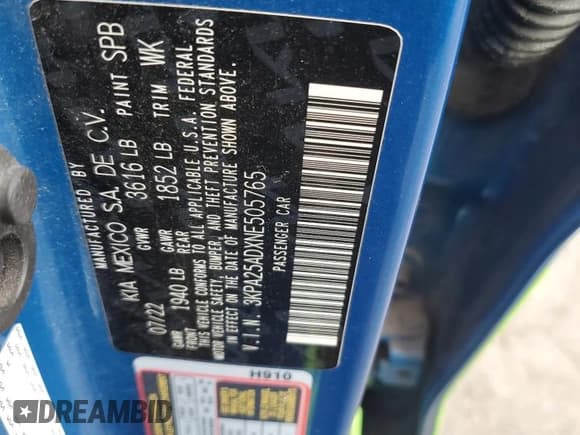 MANUFACTURED BY
KIA MEXICO S.A. DE C.V.
07/22 GVWR 3616 LB PAINT SPB
GAWR FRONT 1940 LB GAWR REAR 1852 LB TRIM WK
THIS VEHICLE CONFORMS TO ALL APPLICABLE U.S.A. FEDERAL
MOTOR VEHICLE SAFETY, BUMPER, AND THEFT PREVENTION STANDARDS
IN EFFECT ON THE DATE OF MANUFACTURE SHOWN ABOVE.
V.I.N. 3KPA25ADXNE505765
PASSENGER CAR
H910
DREAMBID